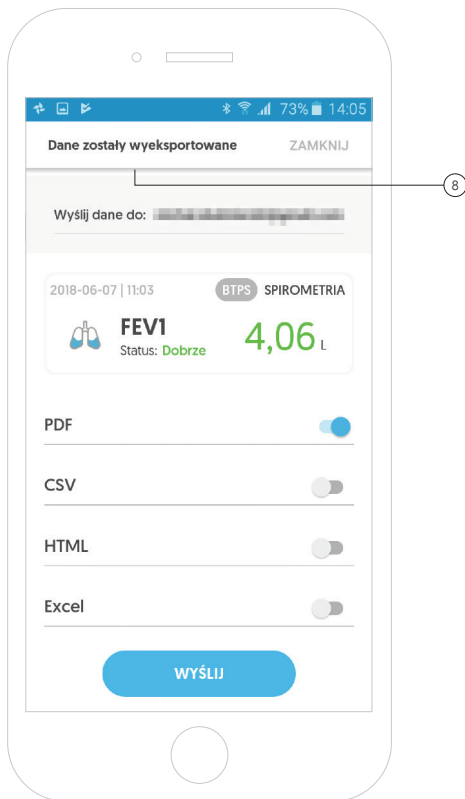 73% 14:05
Dane zostały wyeksportowane ZAMKNIJ
8
Wyślij dane do:
2018-06-07 | 11:03 BTPS SPIROMETRIA
FEV1
Status: Dobrze
4,06 L
PDF
CSV
HTML
Excel
WYŚLIJ